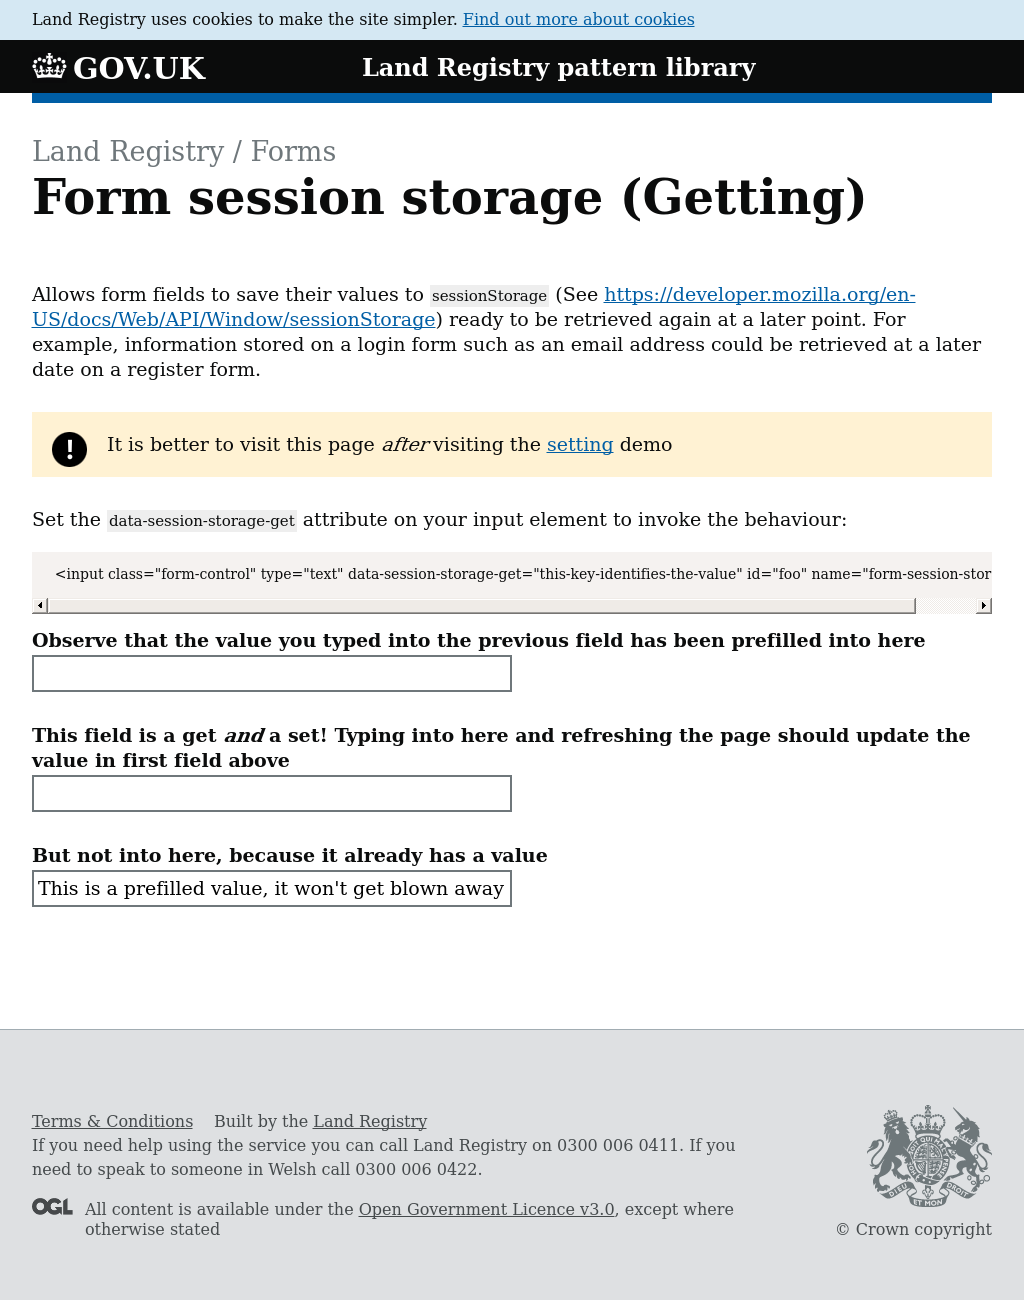 Land Registry uses cookies to make the site simpler. Find out more about cookies
GOV.UK
Land Registry pattern library
Land Registry / Forms
Form session storage (Getting)
Allows form fields to save their values to sessionStorage (See https://developer.mozilla.org/en-
US/docs/Web/API/Window/sessionStorage) ready to be retrieved again at a later point. For
example, information stored on a login form such as an email address could be retrieved at a later
date on a register form.
It is better to visit this page after visiting the setting demo
Set the data-session-storage-get attribute on your input element to invoke the behaviour:
<input class="form-control" type="text" data-session-storage-get="this-key-identifies-the-value" id="foo" name="form-session-stor
Observe that the value you typed into the previous field has been prefilled into here
This field is a get and a set! Typing into here and refreshing the page should update the
value in first field above
But not into here, because it already has a value
This is a prefilled value, it won't get blown away
Terms & Conditions Built by the Land Registry
If you need help using the service you can call Land Registry on 0300 006 0411. If you
need to speak to someone in Welsh call 0300 006 0422.
OGL
All content is available under the Open Government Licence v3.0, except where
otherwise stated
DIEU ET MON DROIT
© Crown copyright